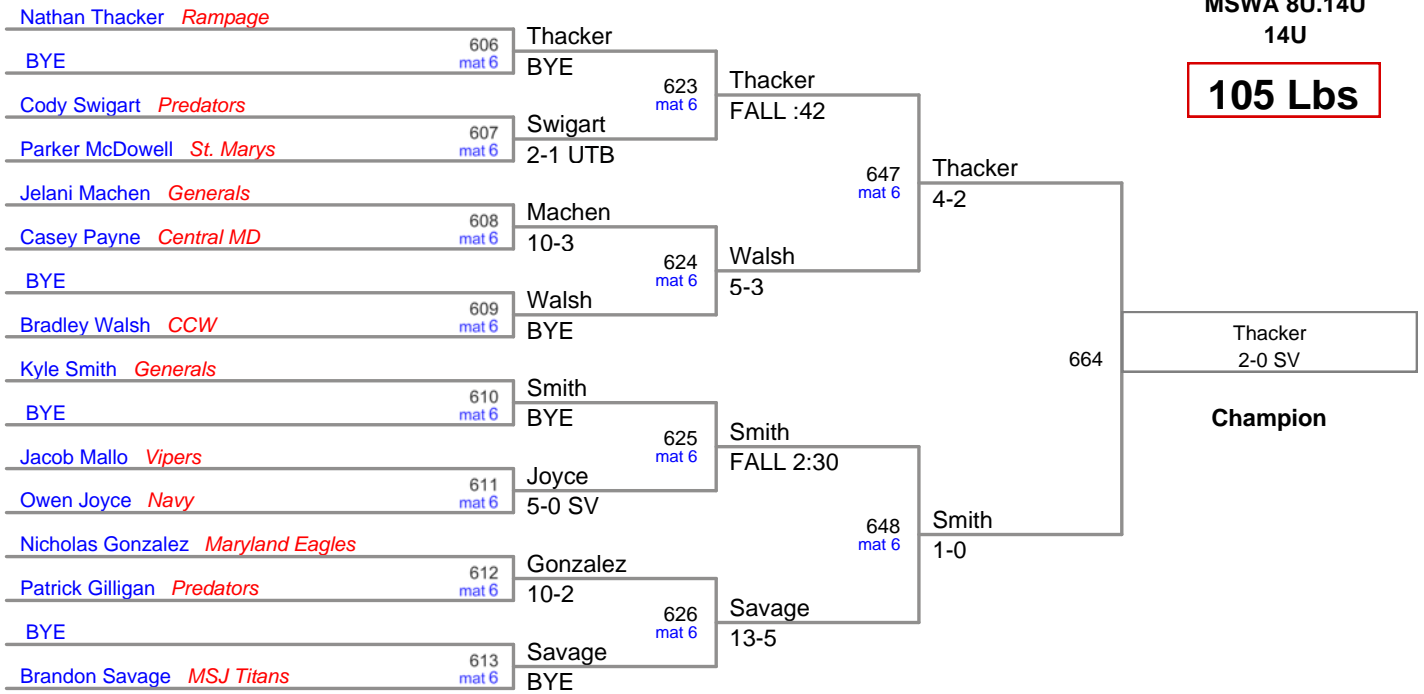 MSWA 8U.14U
14U
105 Lbs
Nathan Thacker Rampage
BYE
606
mat 6
Cody Swigart Predators
Parker McDowell St. Marys
607
mat 6
Jelani Machen Generals
Casey Payne Central MD
608
mat 6
BYE
Bradley Walsh CCW
609
mat 6
Kyle Smith Generals
BYE
610
mat 6
Jacob Mallo Vipers
Owen Joyce Navy
611
mat 6
Nicholas Gonzalez Maryland Eagles
Patrick Gilligan Predators
612
mat 6
BYE
Brandon Savage MSJ Titans
613
mat 6
Thacker
BYE
623
mat 6
Swigart
2-1 UTB
Machen
10-3
624
mat 6
Walsh
BYE
Smith
BYE
625
mat 6
Joyce
5-0 SV
Gonzalez
10-2
626
mat 6
Savage
BYE
Thacker
FALL :42
647
mat 6
Walsh
5-3
Smith
FALL 2:30
648
mat 6
Savage
13-5
Thacker
4-2
664
Smith
1-0
Thacker
2-0 SV
Champion